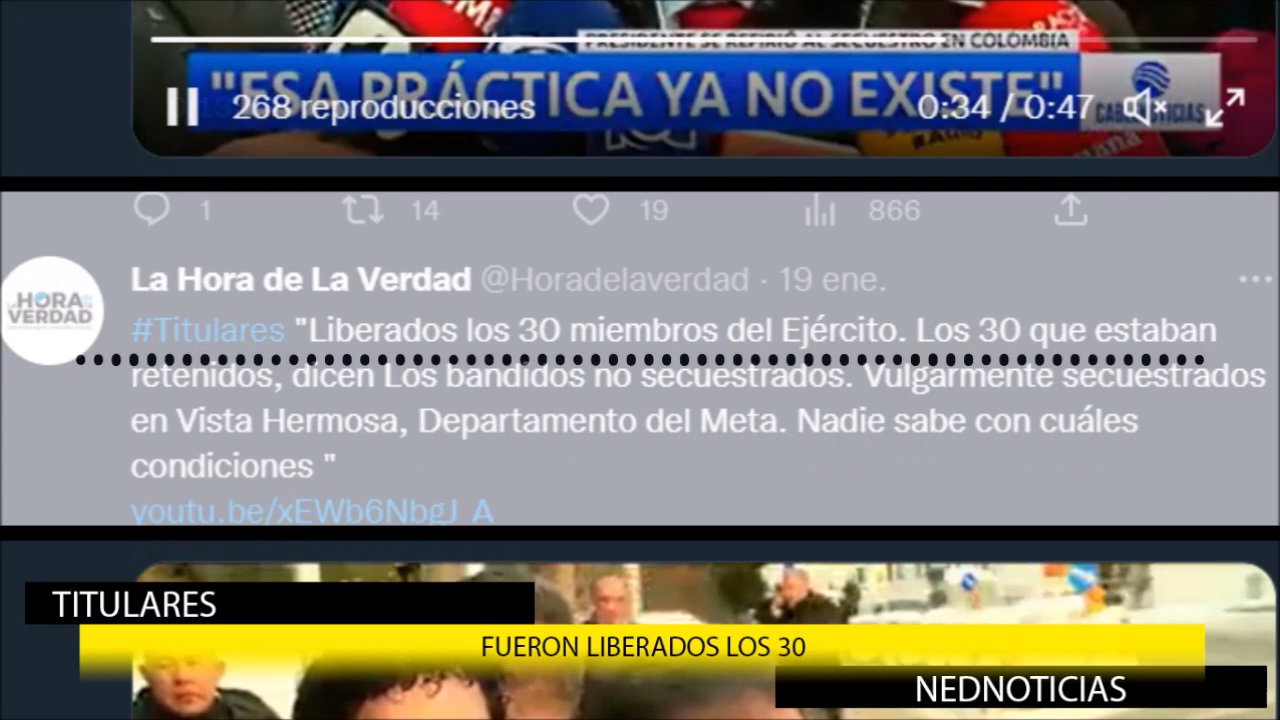 PRESIDENTE SE REFIRIÓ AL SECUESTRO EN COLOMBIA
"ESA PRÁCTICA YA NO EXISTE"
268 reproducciones
0:34 / 0:47
1 14 19 866
La Hora de La Verdad @Horadelaverdad · 19 ene.
HORA
VERDAD
#Titulares "Liberados los 30 miembros del Ejército. Los 30 que estaban
retenidos, dicen Los bandidos no secuestrados. Vulgarmente secuestrados
en Vista Hermosa, Departamento del Meta. Nadie sabe con cuáles
condiciones "
youtu.be/xEWb6NbgJ_A
TITULARES
FUERON LIBERADOS LOS 30
NEDNOTICIAS